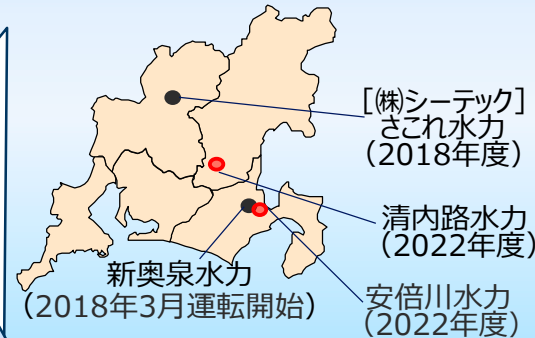 [㈱シーテック]
さこれ水力
（2018年度）
清内路水力
（2022年度）
新奥泉水力
（2018年3月運転開始）
安倍川水力
（2022年度）